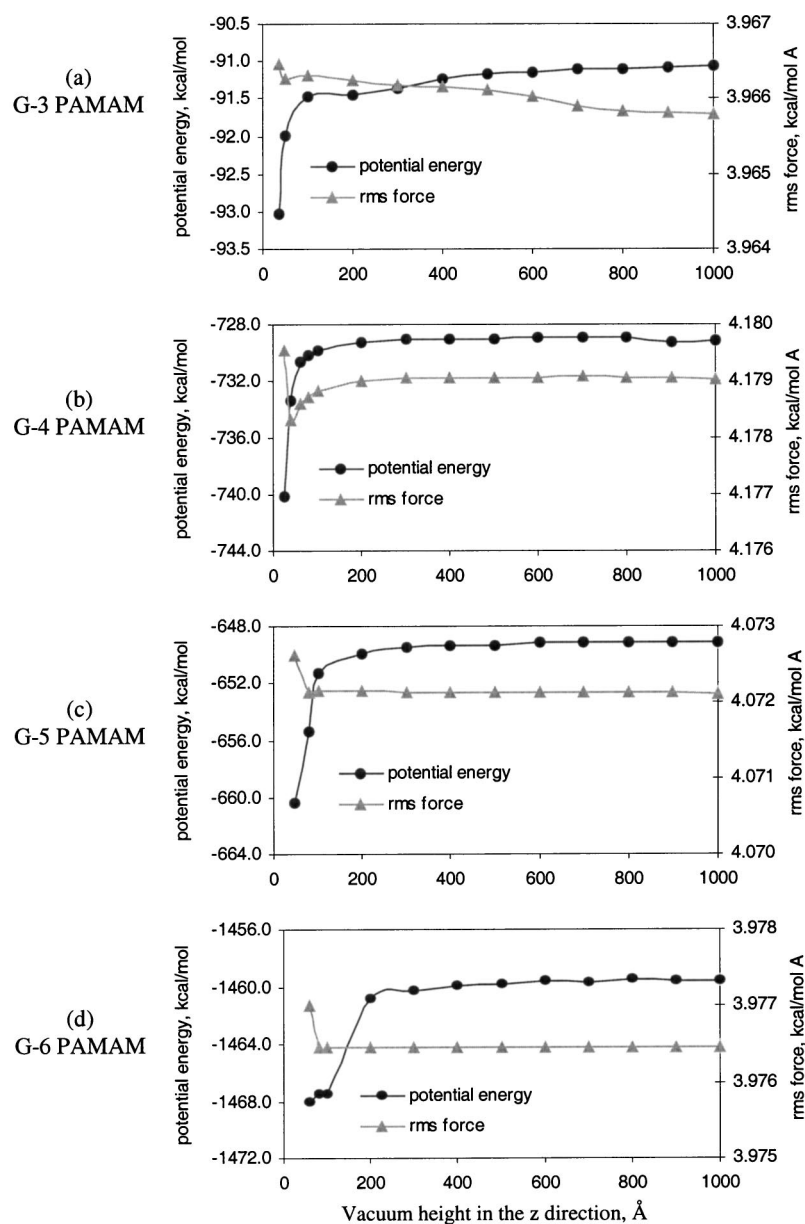 (a)
G-3 PAMAM
potential energy, kcal/mol
-90.5
-91.0
-91.5
-92.0
-92.5
-93.0
-93.5
potential energy
rms force
3.967
3.966
3.965
3.964
rms force, kcal/mol A
0 200 400 600 800 1000
(b)
G-4 PAMAM
potential energy, kcal/mol
-728.0
-732.0
-736.0
-740.0
-744.0
potential energy
rms force
4.180
4.179
4.178
4.177
4.176
rms force, kcal/mol A
0 200 400 600 800 1000
(c)
G-5 PAMAM
potential energy, kcal/mol
-648.0
-652.0
-656.0
-660.0
-664.0
potential energy
rms force
4.073
4.072
4.071
4.070
rms force, kcal/mol A
0 200 400 600 800 1000
(d)
G-6 PAMAM
potential energy, kcal/mol
-1456.0
-1460.0
-1464.0
-1468.0
-1472.0
potential energy
rms force
3.978
3.977
3.976
3.975
rms force, kcal/mol A
0 200 400 600 800 1000
Vacuum height in the z direction, Å